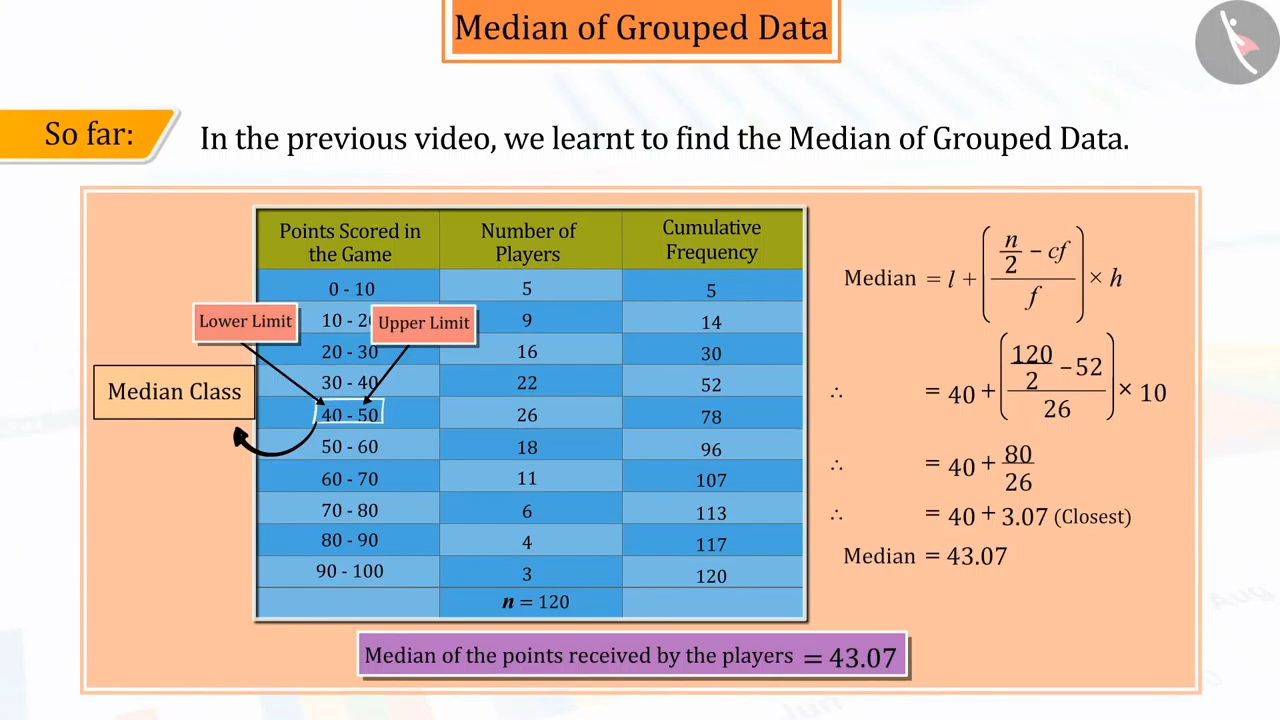 Median of Grouped Data
So far:
In the previous video, we learnt to find the Median of Grouped Data.
Points Scored in the Game | Number of Players | Cumulative Frequency
0 - 10 | 5 | 5
10 - 20 | 9 | 14
20 - 30 | 16 | 30
30 - 40 | 22 | 52
40 - 50 | 26 | 78
50 - 60 | 18 | 96
60 - 70 | 11 | 107
70 - 80 | 6 | 113
80 - 90 | 4 | 117
90 - 100 | 3 | 120
n = 120
Lower Limit
Upper Limit
Median Class
Median = l + ( (n/2 - cf) / f ) × h
∴ = 40 + ( (120/2 - 52) / 26 ) × 10
∴ = 40 + 80/26
∴ = 40 + 3.07 (Closest)
Median = 43.07
Median of the points received by the players = 43.07
Aug
Jun